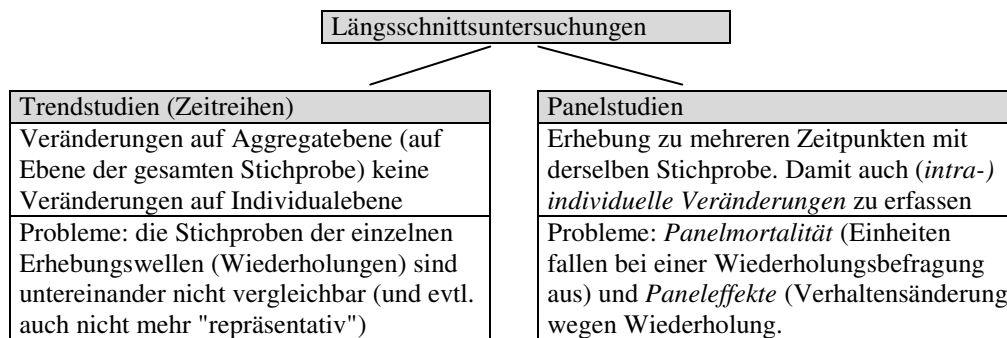 Längsschnittsuntersuchungen
Trendstudien (Zeitreihen)
Veränderungen auf Aggregatebene (auf
Ebene der gesamten Stichprobe) keine
Veränderungen auf Individualebene
Probleme: die Stichproben der einzelnen
Erhebungswellen (Wiederholungen) sind
untereinander nicht vergleichbar (und evtl.
auch nicht mehr "repräsentativ")
Panelstudien
Erhebung zu mehreren Zeitpunkten mit
derselben Stichprobe. Damit auch (intra-)
individuelle Veränderungen zu erfassen
Probleme: Panelmortalität (Einheiten
fallen bei einer Wiederholungsbefragung
aus) und Paneleffekte (Verhaltensänderung
wegen Wiederholung.